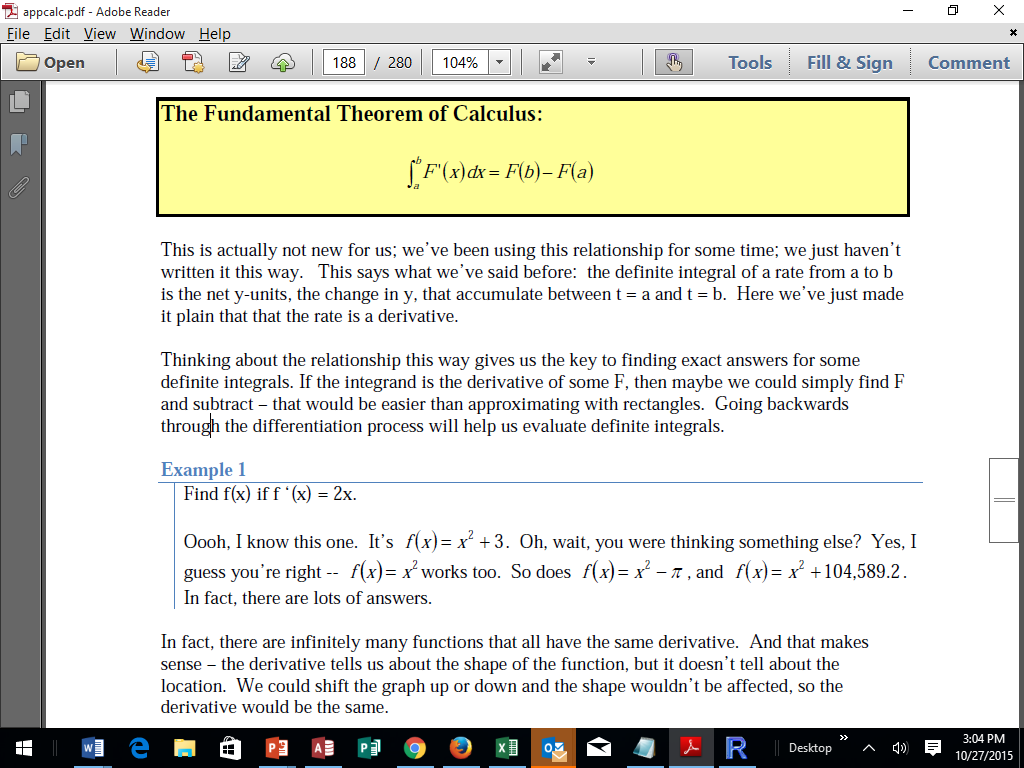 appcalc.pdf - Adobe Reader
File Edit View Window Help
Open 188 / 280 104% Tools Fill & Sign Comment
The Fundamental Theorem of Calculus:
∫_a^b F'(x)dx = F(b) – F(a)
This is actually not new for us; we've been using this relationship for some time; we just haven't
written it this way. This says what we've said before: the definite integral of a rate from a to b
is the net y-units, the change in y, that accumulate between t = a and t = b. Here we've just made
it plain that that the rate is a derivative.
Thinking about the relationship this way gives us the key to finding exact answers for some
definite integrals. If the integrand is the derivative of some F, then maybe we could simply find F
and subtract – that would be easier than approximating with rectangles. Going backwards
through the differentiation process will help us evaluate definite integrals.
Example 1
Find f(x) if f '(x) = 2x.
Oooh, I know this one. It's f(x) = x² + 3. Oh, wait, you were thinking something else? Yes, I
guess you're right -- f(x) = x² works too. So does f(x) = x² – π, and f(x) = x² + 104,589.2.
In fact, there are lots of answers.
In fact, there are infinitely many functions that all have the same derivative. And that makes
sense – the derivative tells us about the shape of the function, but it doesn't tell about the
location. We could shift the graph up or down and the shape wouldn't be affected, so the
derivative would be the same.
Desktop
3:04 PM
10/27/2015